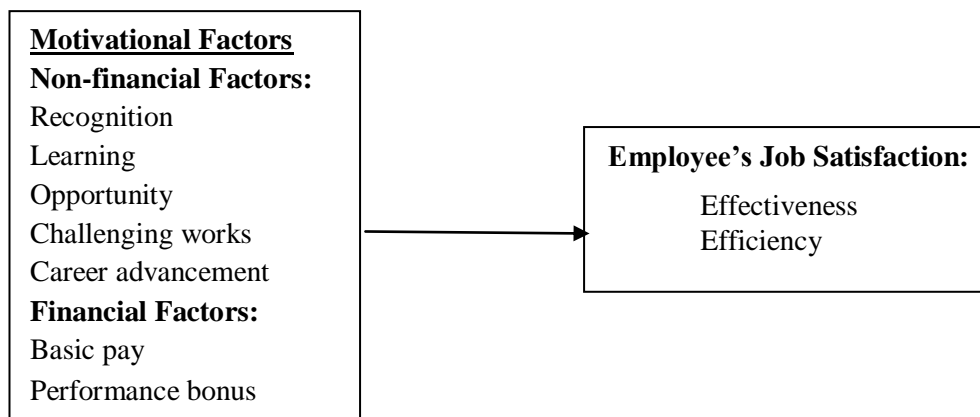 Motivational Factors
Non-financial Factors:
Recognition
Learning
Opportunity
Challenging works
Career advancement
Financial Factors:
Basic pay
Performance bonus
Employee’s Job Satisfaction:
Effectiveness
Efficiency